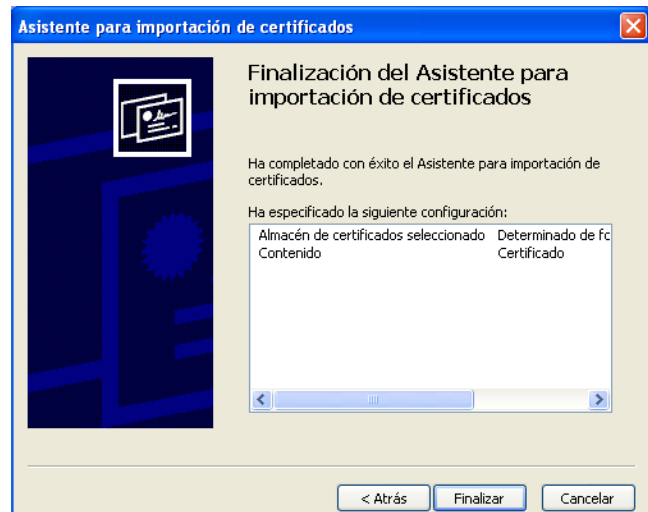 Asistente para importación de certificados
Finalización del Asistente para
importación de certificados
Ha completado con éxito el Asistente para importación de
certificados.
Ha especificado la siguiente configuración:
Almacén de certificados seleccionado Determinado de fc
Contenido Certificado
< Atrás Finalizar Cancelar